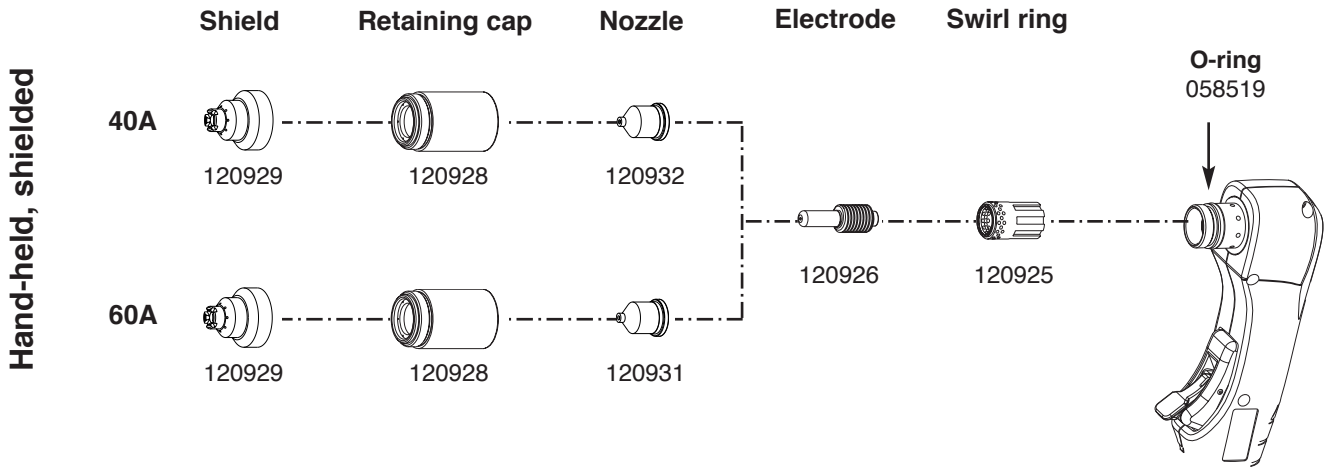 Shield Retaining cap Nozzle Electrode Swirl ring
O-ring
058519
Hand-held, shielded
40A
120929 120928 120932
120926 120925
60A
120929 120928 120931